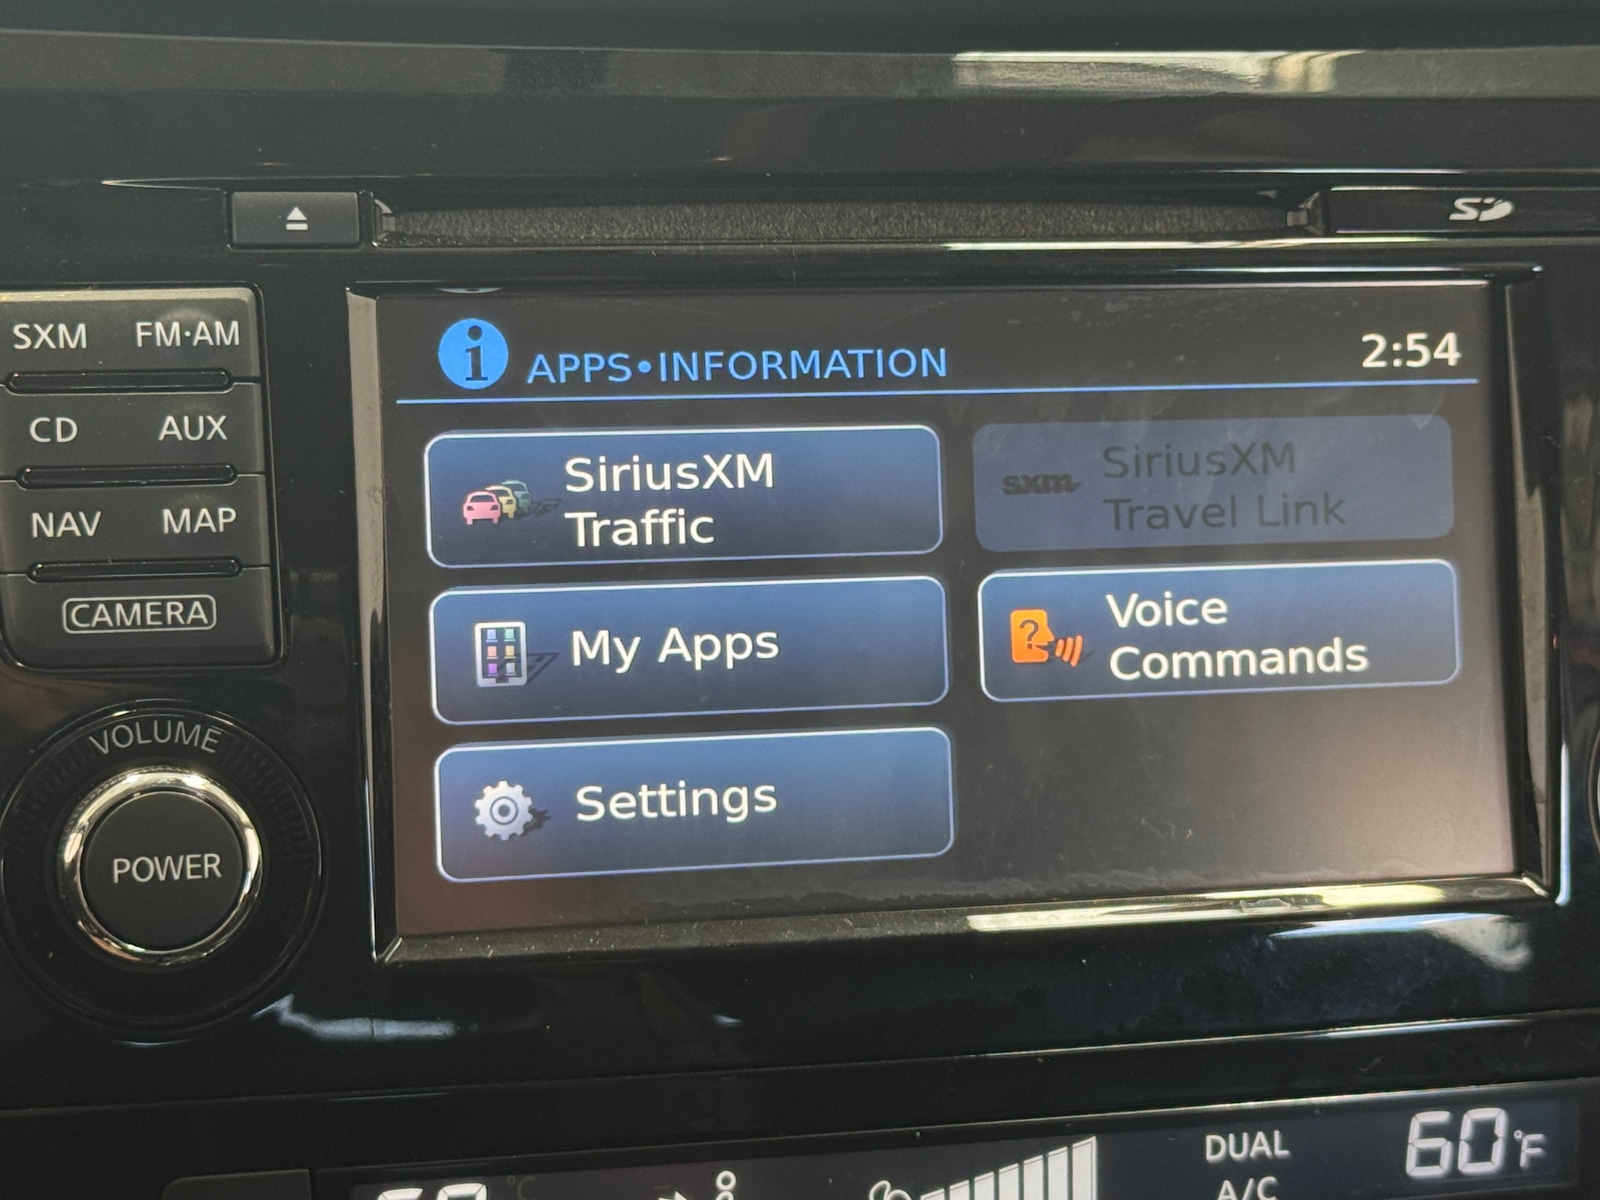 SD
SXM FM·AM
CD AUX
NAV MAP
CAMERA
VOLUME
POWER
i APPS•INFORMATION 2:54
SiriusXM
Traffic
sxm
SiriusXM
Travel Link
My Apps
?
Voice
Commands
Settings
DUAL
A/C
60°F
°C